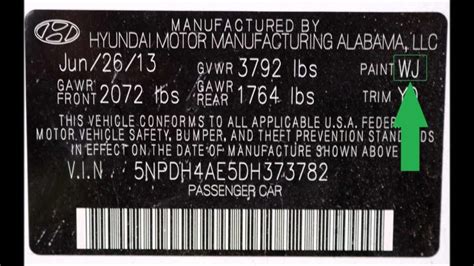 MANUFACTURED BY
HYUNDAI MOTOR MANUFACTURING ALABAMA, LLC
Jun/26/13 GVWR 3792 lbs PAINT WJ
GAWR FRONT 2072 lbs GAWR REAR 1764 lbs TRIM
THIS VEHICLE CONFORMS TO ALL APPLICABLE U.S.A. FEDERAL
MOTOR VEHICLE SAFETY, BUMPER, AND THEFT PREVENTION STANDARDS
IN EFFECT ON THE DATE OF MANUFACTURE SHOWN ABOVE
V.I.N 5NPDH4AE5DH373782
PASSENGER CAR